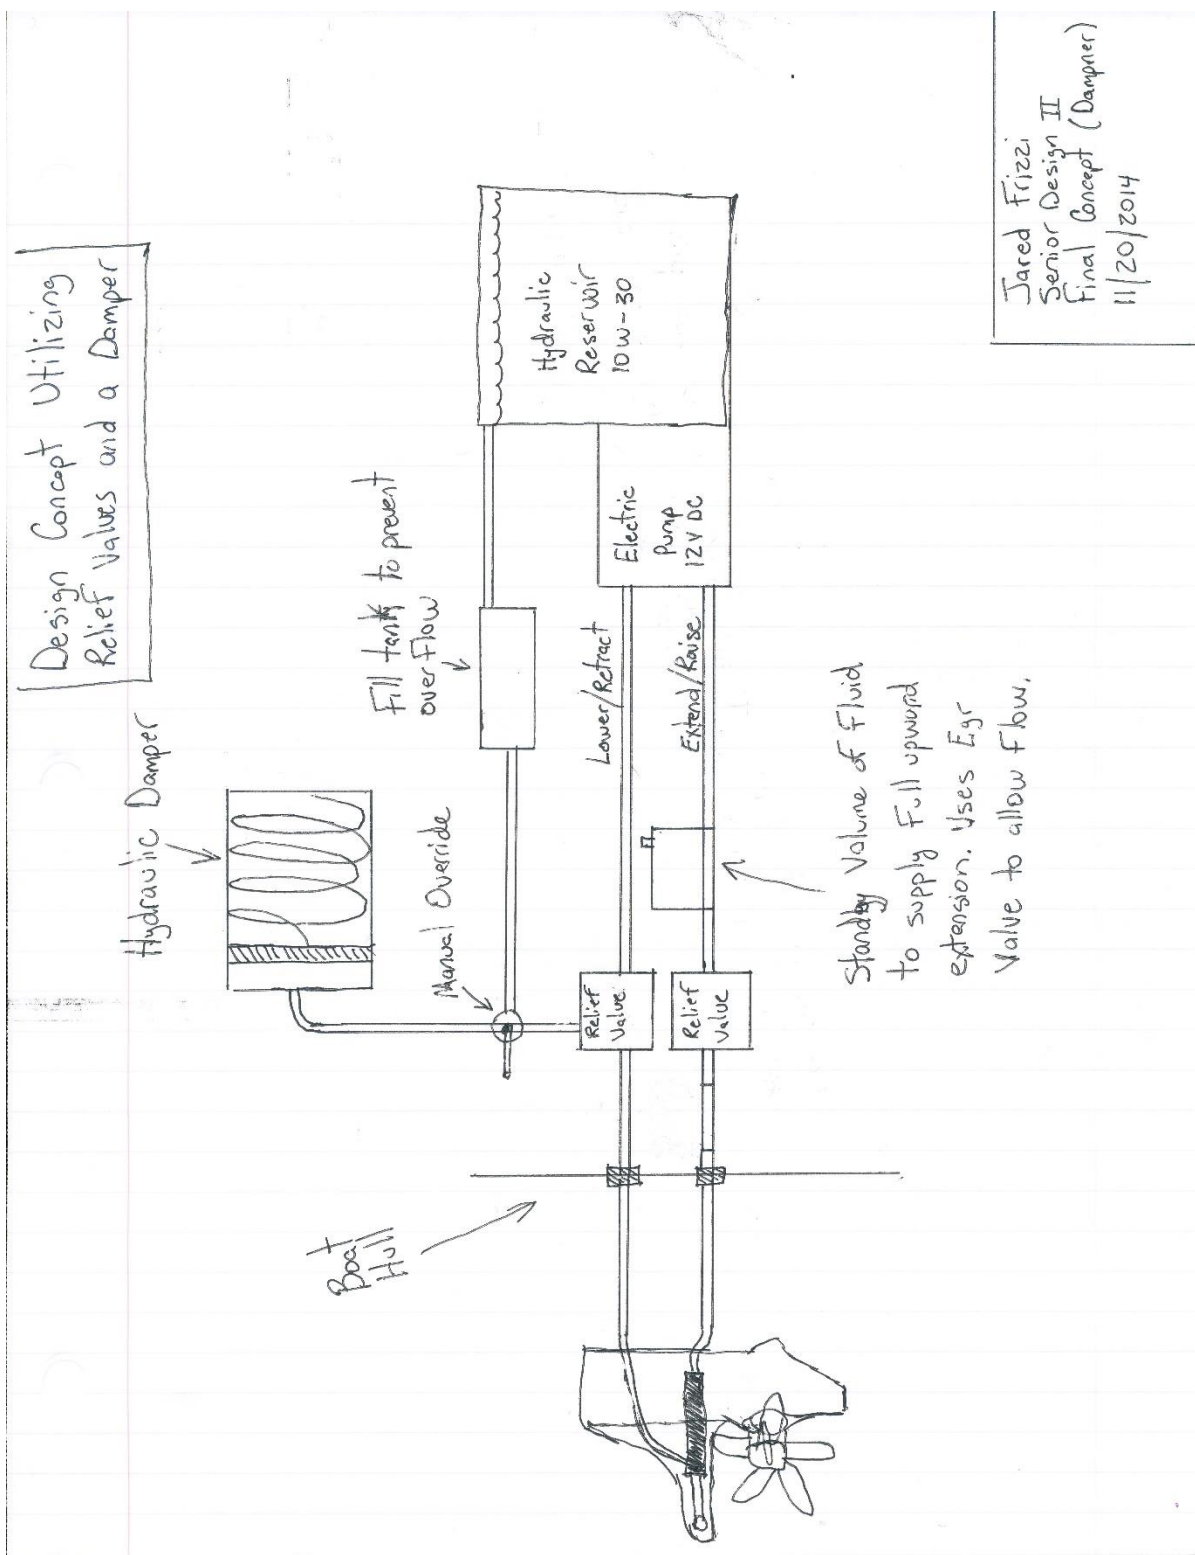 Design Concept Utilizing
Relief Valves and a Damper
Hydraulic Damper
Fill tank to prevent
overflow
Manual Override
Boat
Hull
Hydraulic
Reservoir
10w-30
Electric
Pump
12V DC
Lower/Retract
Extend/Raise
Relief
Valve
Relief
Valve
Standby Volume of Fluid
to supply Full upward
extension. Uses Egr
Valve to allow Flow.
Jared Frizzi
Senior Design II
Final Concept (Dampner)
11/20/2014